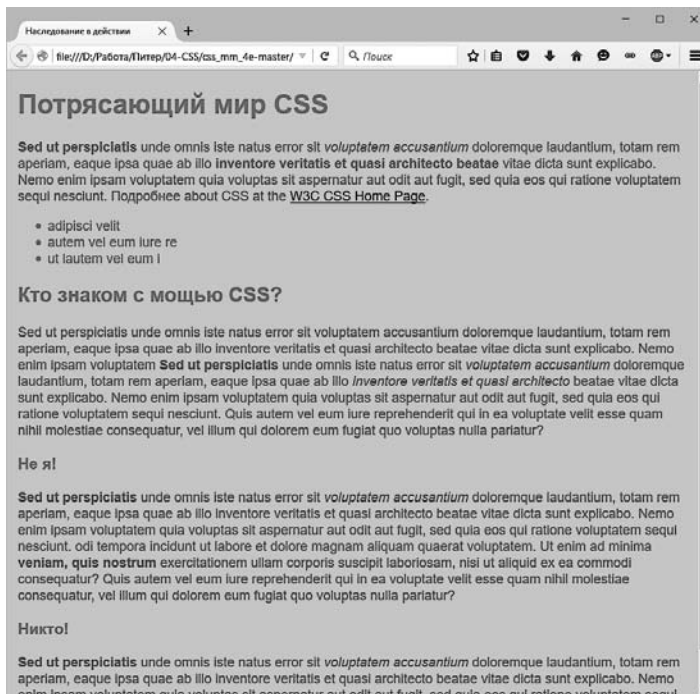 Наследование в действии
file:///D:/Работа/Питер/04-CSS/css_mm_4e-master/
Поиск
Потрясающий мир CSS
Sed ut perspiciatis unde omnis iste natus error sit voluptatem accusantium doloremque laudantium, totam rem
aperiam, eaque ipsa quae ab illo inventore veritatis et quasi architecto beatae vitae dicta sunt explicabo.
Nemo enim ipsam voluptatem quia voluptas sit aspernatur aut odit aut fugit, sed quia eos qui ratione voluptatem
sequi nesciunt. Подробнее about CSS at the W3C CSS Home Page.
• adipisci velit
• autem vel eum iure re
• ut lautem vel eum i
Кто знаком с мощью CSS?
Sed ut perspiciatis unde omnis iste natus error sit voluptatem accusantium doloremque laudantium, totam rem
aperiam, eaque ipsa quae ab illo inventore veritatis et quasi architecto beatae vitae dicta sunt explicabo. Nemo
enim ipsam voluptatem Sed ut perspiciatis unde omnis iste natus error sit voluptatem accusantium doloremque
laudantium, totam rem aperiam, eaque ipsa quae ab illo inventore veritatis et quasi architecto beatae vitae dicta
sunt explicabo. Nemo enim ipsam voluptatem quia voluptas sit aspernatur aut odit aut fugit, sed quia eos qui
ratione voluptatem sequi nesciunt. Quis autem vel eum iure reprehenderit qui in ea voluptate velit esse quam
nihil molestiae consequatur, vel illum qui dolorem eum fugiat quo voluptas nulla pariatur?
Не я!
Sed ut perspiciatis unde omnis iste natus error sit voluptatem accusantium doloremque laudantium, totam rem
aperiam, eaque ipsa quae ab illo inventore veritatis et quasi architecto beatae vitae dicta sunt explicabo. Nemo
enim ipsam voluptatem quia voluptas sit aspernatur aut odit aut fugit, sed quia eos qui ratione voluptatem sequi
nesciunt. odi tempora incidunt ut labore et dolore magnam aliquam quaerat voluptatem. Ut enim ad minima
veniam, quis nostrum exercitationem ullam corporis suscipit laboriosam, nisi ut aliquid ex ea commodi
consequatur? Quis autem vel eum iure reprehenderit qui in ea voluptate velit esse quam nihil molestiae
consequatur, vel illum qui dolorem eum fugiat quo voluptas nulla pariatur?
Никто!
Sed ut perspiciatis unde omnis iste natus error sit voluptatem accusantium doloremque laudantium, totam rem
aperiam, eaque ipsa quae ab illo inventore veritatis et quasi architecto beatae vitae dicta sunt explicabo. Nemo